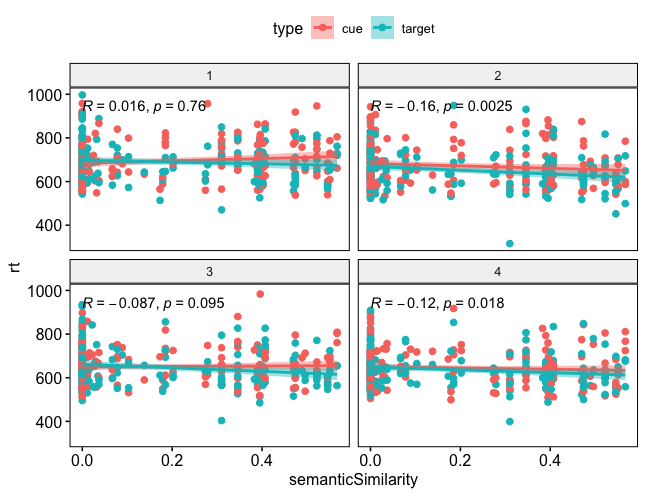 type cue target
1
2
R = 0.016, p = 0.76
R = −0.16, p = 0.0025
1000
800
600
400
3
4
R = −0.087, p = 0.095
R = −0.12, p = 0.018
1000
800
600
400
rt
0.0 0.2 0.4
0.0 0.2 0.4
semanticSimilarity